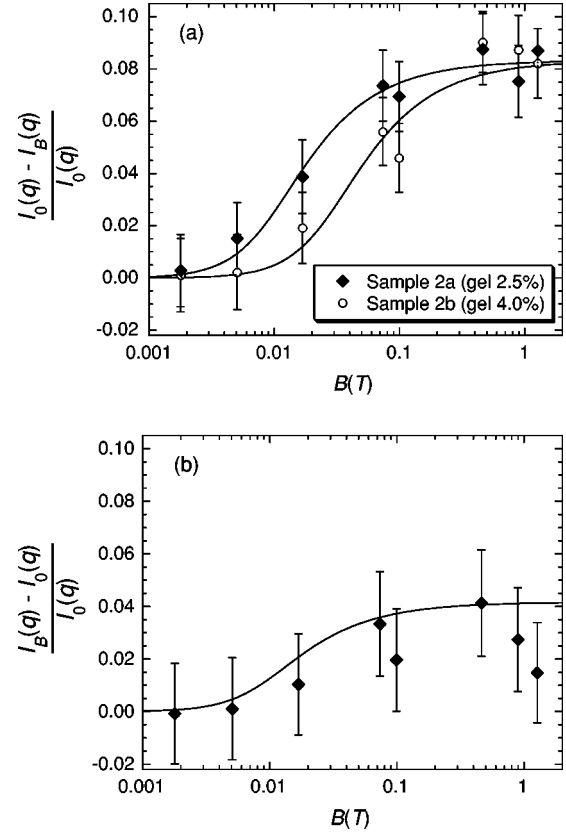 (a)
0.10
0.08
0.06
0.04
0.02
0.00
-0.02
I0(q) - IB(q)
I0(q)
Sample 2a (gel 2.5%)
Sample 2b (gel 4.0%)
0.001 0.01 0.1 1
B(T)
(b)
0.10
0.08
0.06
0.04
0.02
0.00
-0.02
IB(q) - I0(q)
I0(q)
0.001 0.01 0.1 1
B(T)